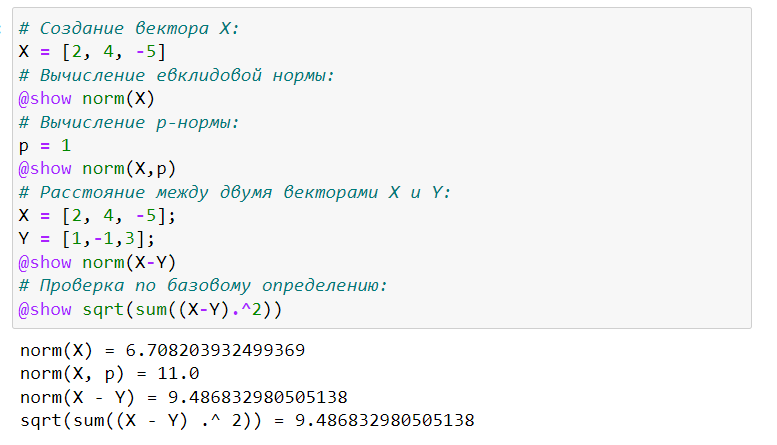 # Создание вектора X:
X = [2, 4, -5]
# Вычисление евклидовой нормы:
@show norm(X)
# Вычисление p-нормы:
p = 1
@show norm(X,p)
# Расстояние между двумя векторами X и Y:
X = [2, 4, -5];
Y = [1,-1,3];
@show norm(X-Y)
# Проверка по базовому определению:
@show sqrt(sum((X-Y).^2))
norm(X) = 6.708203932499369
norm(X, p) = 11.0
norm(X - Y) = 9.486832980505138
sqrt(sum((X - Y) .^ 2)) = 9.486832980505138